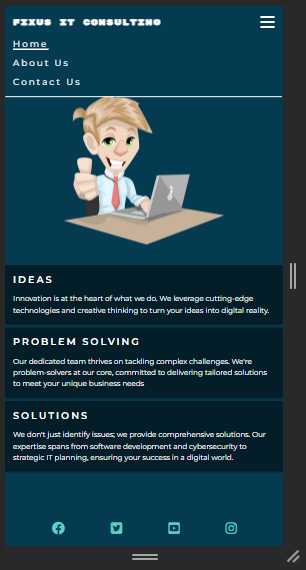 FIXUS IT CONSULTING
Home
About Us
Contact Us
IDEAS
Innovation is at the heart of what we do. We leverage cutting-edge
technologies and creative thinking to turn your ideas into digital reality.
PROBLEM SOLVING
Our dedicated team thrives on tackling complex challenges. We're
problem-solvers at our core, committed to delivering tailored solutions
to meet your unique business needs
SOLUTIONS
We don't just identify issues; we provide comprehensive solutions. Our
expertise spans from software development and cybersecurity to
strategic IT planning, ensuring your success in a digital world.